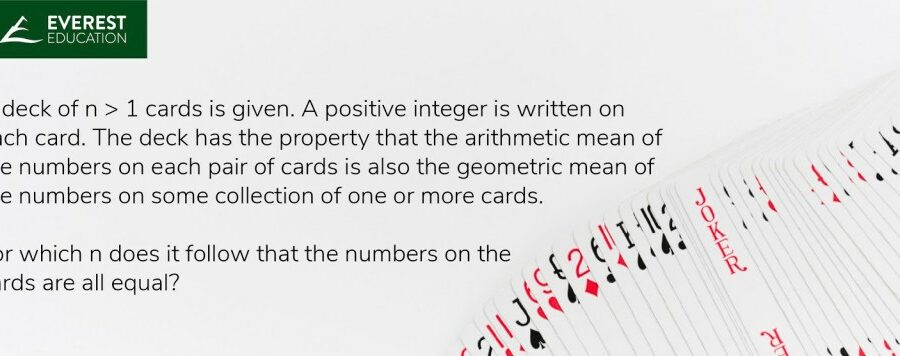 EVEREST
EDUCATION
deck of n > 1 cards is given. A positive integer is written on
ach card. The deck has the property that the arithmetic mean of
e numbers on each pair of cards is also the geometric mean of
e numbers on some collection of one or more cards.
or which n does it follow that the numbers on the
ards are all equal?
J
2
JOKER